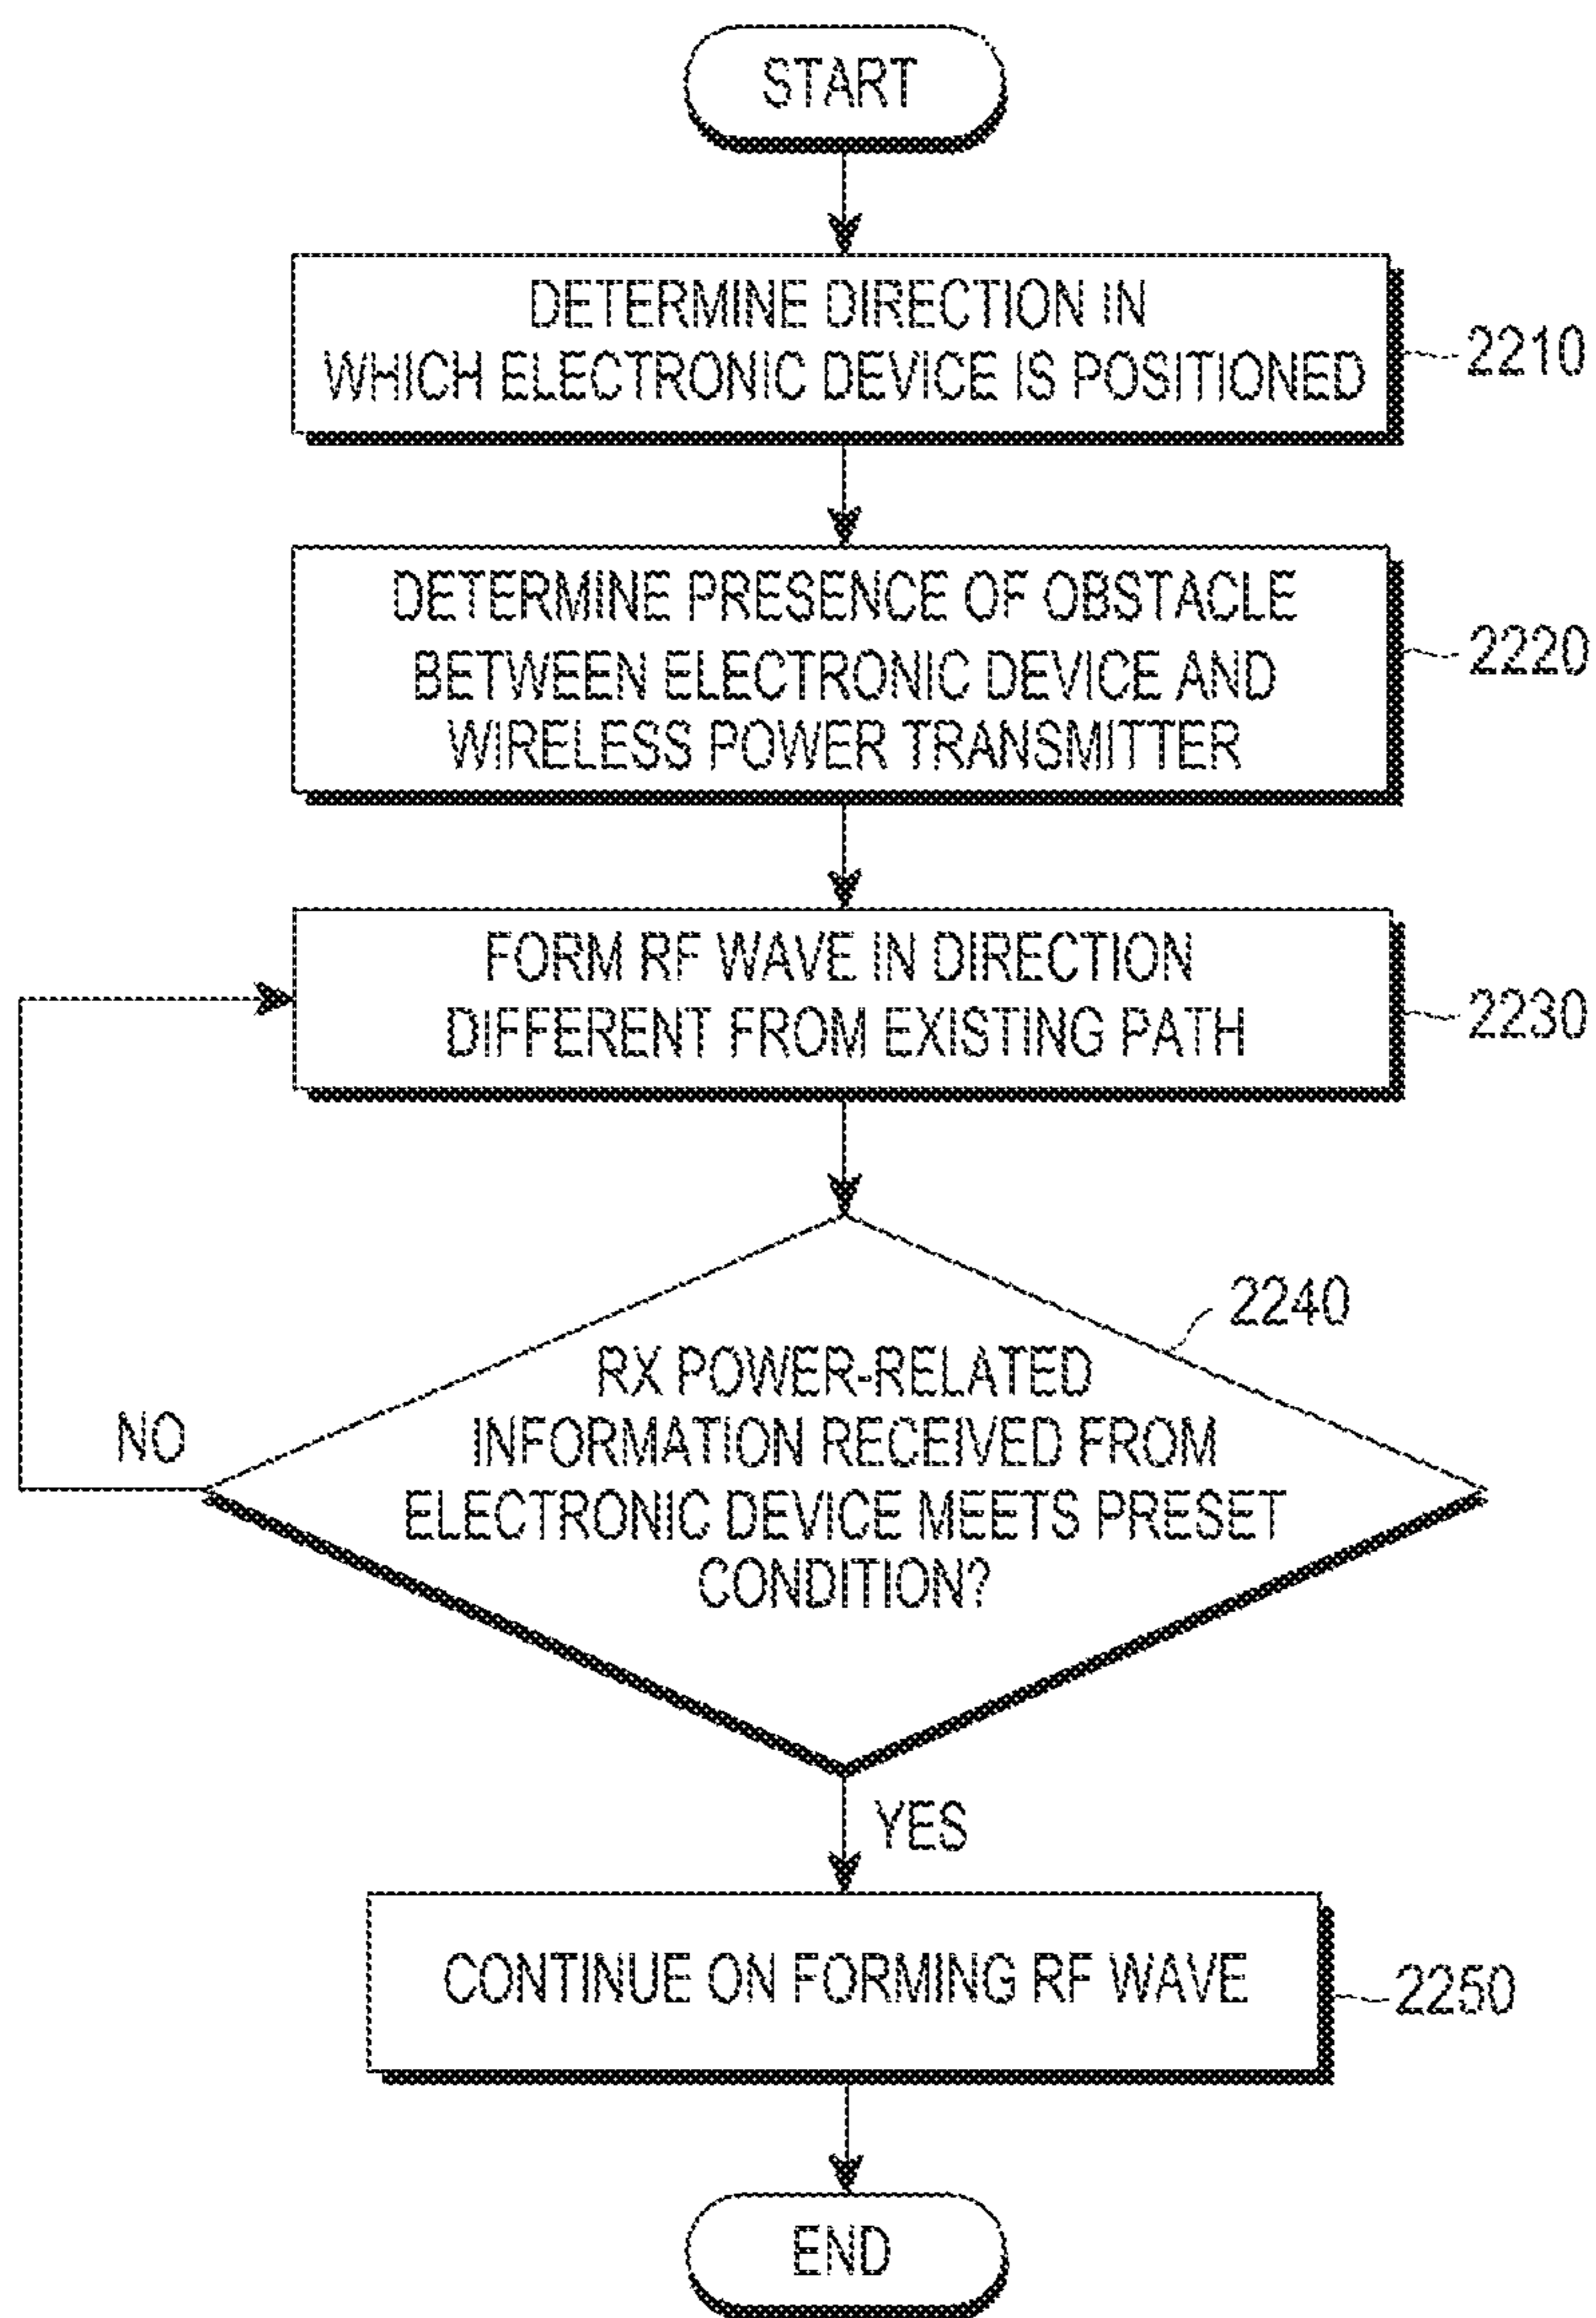 START
DETERMINE DIRECTION IN
WHICH ELECTRONIC DEVICE IS POSITIONED
2210
DETERMINE PRESENCE OF OBSTACLE
BETWEEN ELECTRONIC DEVICE AND
WIRELESS POWER TRANSMITTER
2220
FORM RF WAVE IN DIRECTION
DIFFERENT FROM EXISTING PATH
2230
2240
RX POWER-RELATED
INFORMATION RECEIVED FROM
ELECTRONIC DEVICE MEETS PRESET
CONDITION?
NO
YES
CONTINUE ON FORMING RF WAVE
2250
END